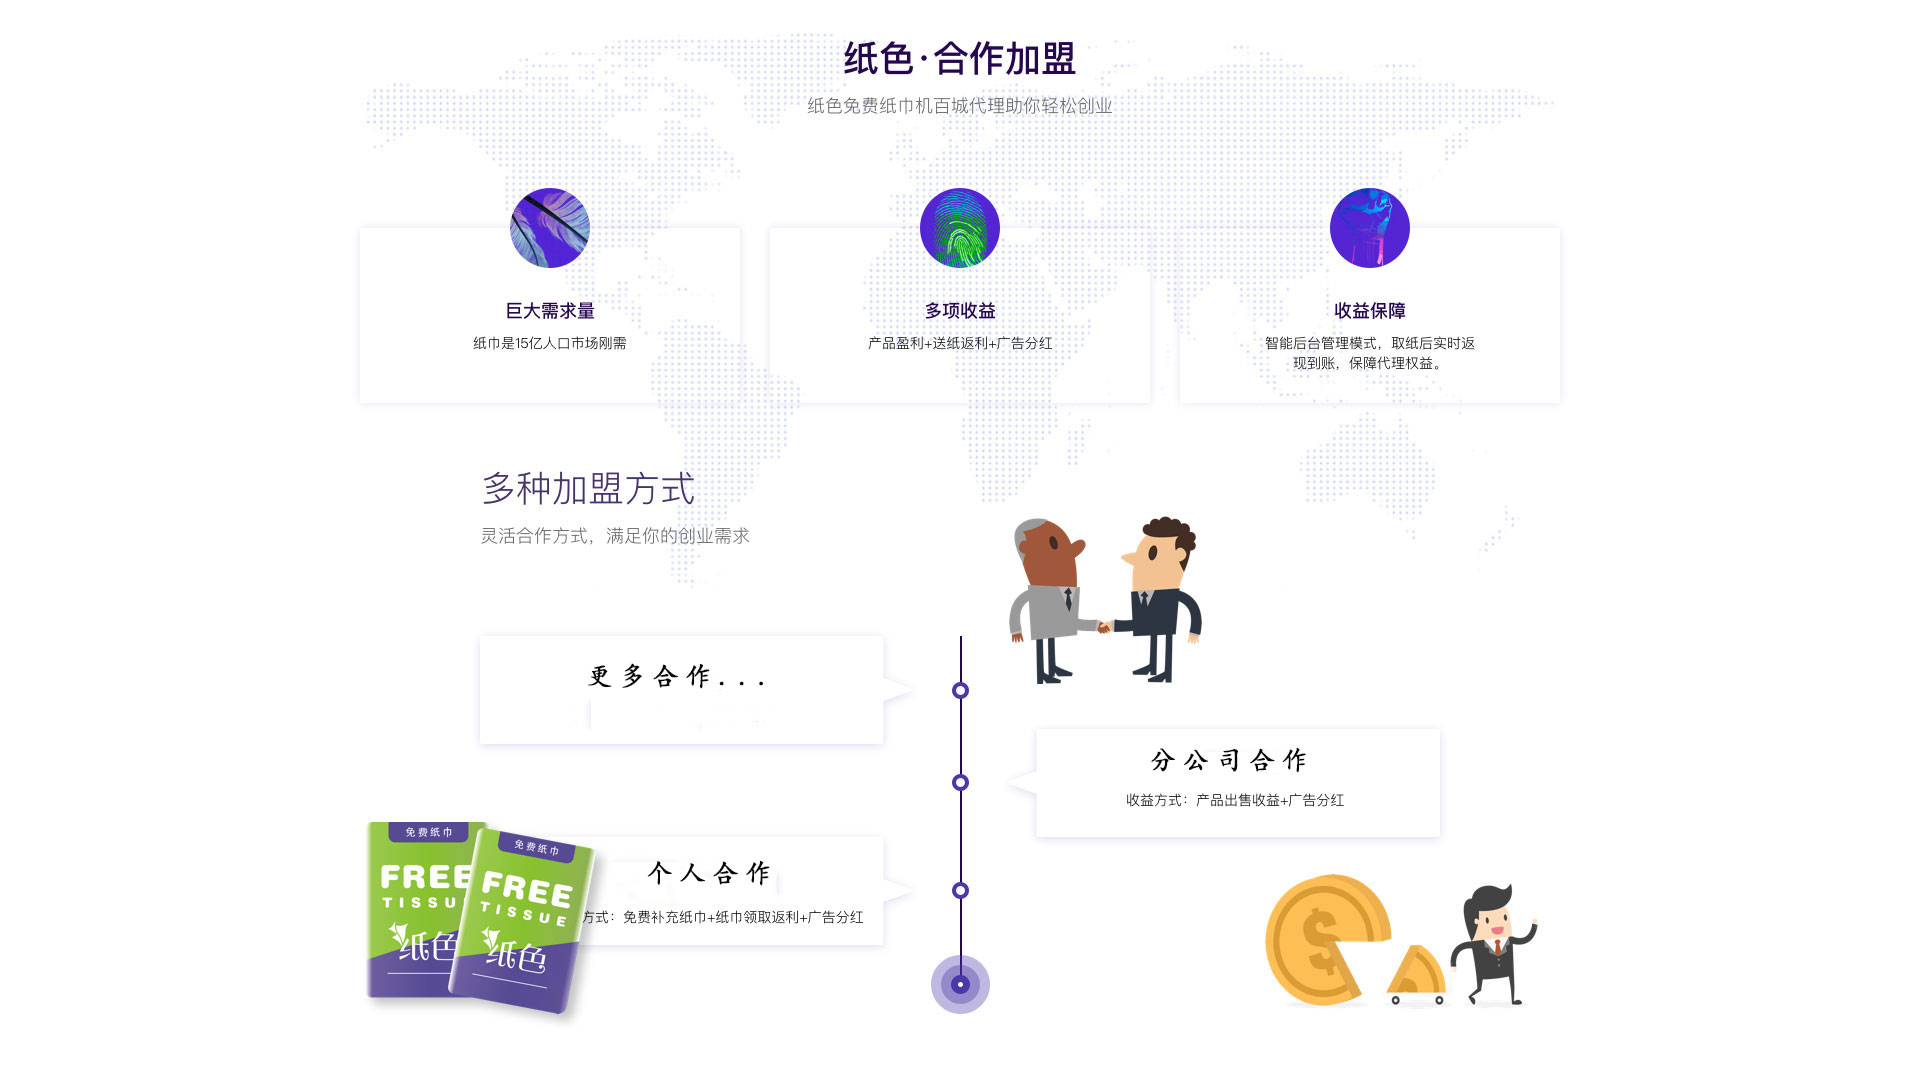 纸色·合作加盟
纸色免费纸巾机百城代理助你轻松创业
巨大需求量
纸巾是15亿人口市场刚需
多项收益
产品盈利+送纸返利+广告分红
收益保障
智能后台管理模式，取纸后实时返
现到账，保障代理权益。
多种加盟方式
灵活合作方式，满足你的创业需求
更多合作...
分公司合作
收益方式：产品出售收益+广告分红
个人合作
方式：免费补充纸巾+纸巾领取返利+广告分红
免费纸巾
FREE
TISSU
纸色
免费纸巾
FREE
TISSUE
纸色
$